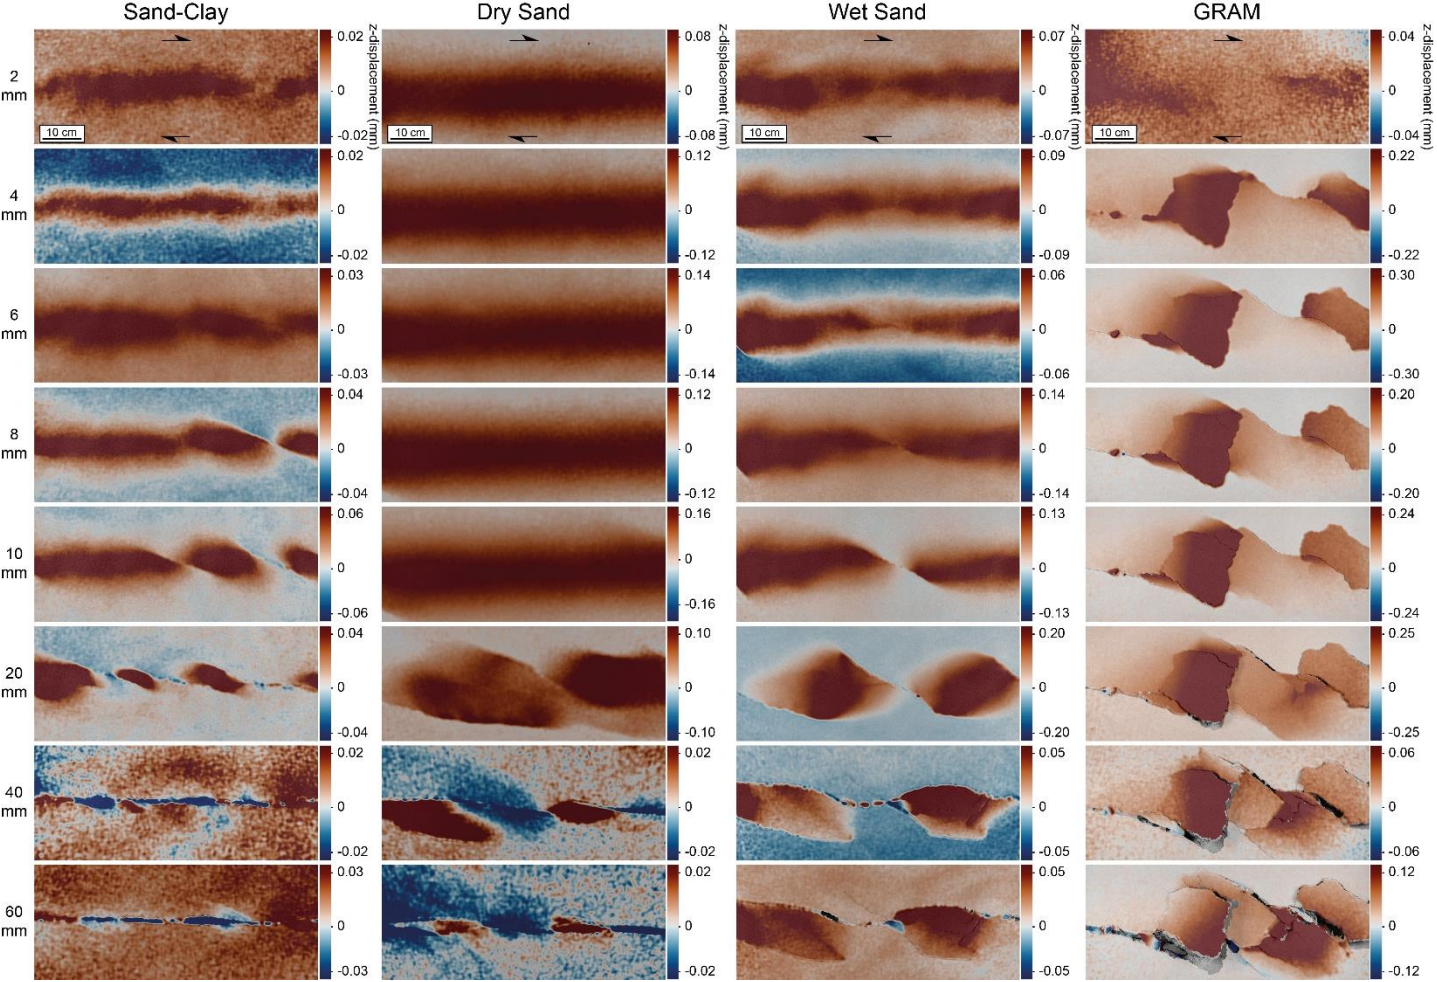 Sand-Clay Dry Sand Wet Sand GRAM
2 mm
0.02 0 -0.02 z-displacement (mm) 10 cm
0.08 0 -0.08 z-displacement (mm) 10 cm
0.07 0 -0.07 z-displacement (mm) 10 cm
0.04 0 -0.04 z-displacement (mm) 10 cm
4 mm
0.02 0 -0.02
0.12 0 -0.12
0.09 0 -0.09
0.22 0 -0.22
6 mm
0.03 0 -0.03
0.14 0 -0.14
0.06 0 -0.06
0.30 0 -0.30
8 mm
0.04 0 -0.04
0.12 0 -0.12
0.14 0 -0.14
0.20 0 -0.20
10 mm
0.06 0 -0.06
0.16 0 -0.16
0.13 0 -0.13
0.24 0 -0.24
20 mm
0.04 0 -0.04
0.10 0 -0.10
0.20 0 -0.20
0.25 0 -0.25
40 mm
0.02 0 -0.02
0.02 0 -0.02
0.05 0 -0.05
0.06 0 -0.06
60 mm
0.03 0 -0.03
0.02 0 -0.02
0.05 0 -0.05
0.12 0 -0.12